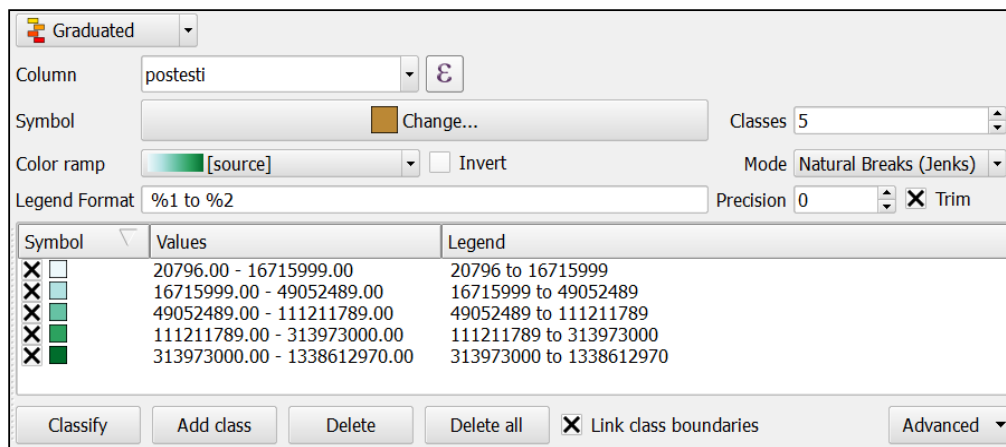 Graduated
Column postesti ε
Symbol Change... Classes 5
Color ramp [source] Invert Mode Natural Breaks (Jenks)
Legend Format %1 to %2 Precision 0 Trim
Symbol Values Legend
20796.00 - 16715999.00 20796 to 16715999
16715999.00 - 49052489.00 16715999 to 49052489
49052489.00 - 111211789.00 49052489 to 111211789
111211789.00 - 313973000.00 111211789 to 313973000
313973000.00 - 1338612970.00 313973000 to 1338612970
Classify Add class Delete Delete all Link class boundaries Advanced